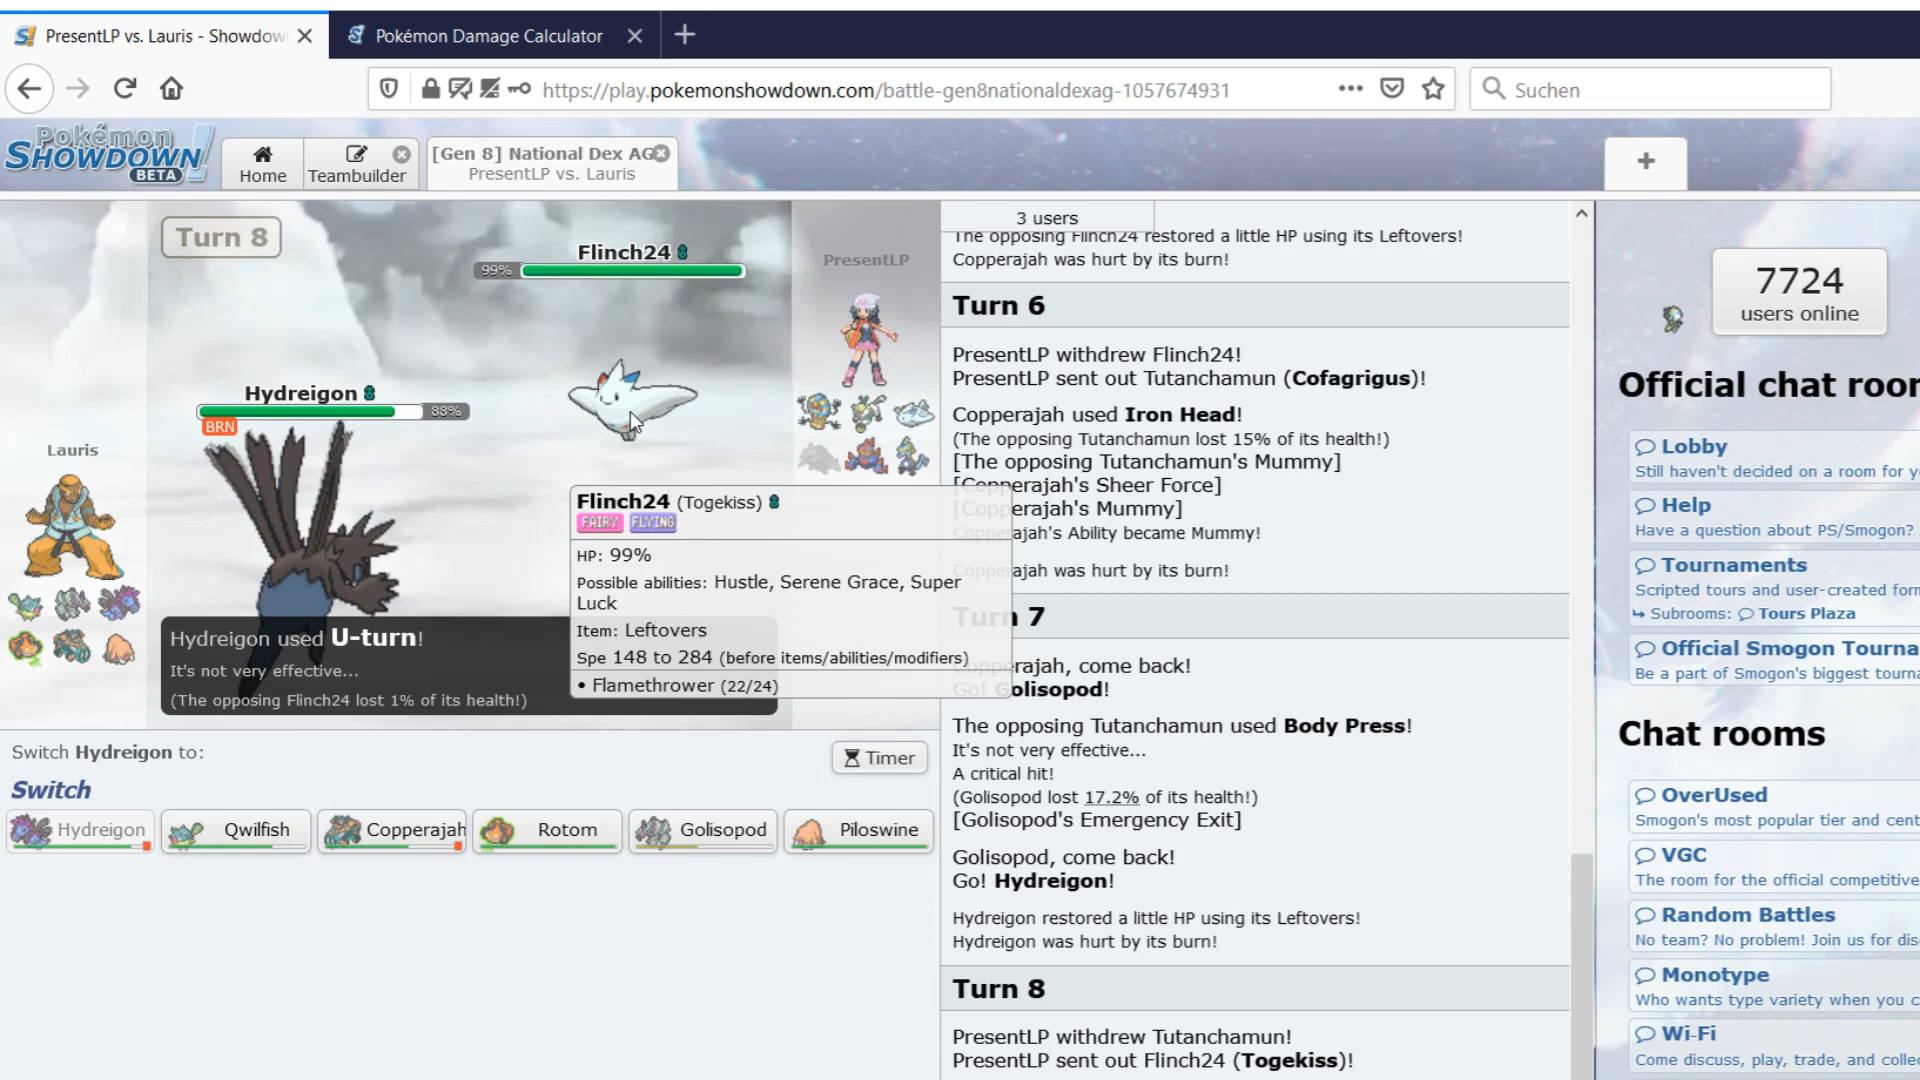 PresentLP vs. Lauris - Showdow
Pokémon Damage Calculator
https://play.pokemonshowdown.com/battle-gen8nationaldexag-1057674931
Suchen
Pokémon
SHOWDOWN!
BETA
Home
Teambuilder
[Gen 8] National Dex AG
PresentLP vs. Lauris
Turn 8
Flinch24
99%
PresentLP
Hydreigon
88%
BRN
Lauris
Flinch24 (Togekiss)
FAIRY FLYING
HP: 99%
Possible abilities: Hustle, Serene Grace, Super
Luck
Item: Leftovers
Spe 148 to 284 (before items/abilities/modifiers)
• Flamethrower (22/24)
Hydreigon used U-turn!
It's not very effective...
(The opposing Flinch24 lost 1% of its health!)
Switch Hydreigon to:
Timer
Switch
Hydreigon
Qwilfish
Copperajah
Rotom
Golisopod
Piloswine
3 users
The opposing Flinch24 restored a little HP using its Leftovers!
Copperajah was hurt by its burn!
Turn 6
PresentLP withdrew Flinch24!
PresentLP sent out Tutanchamun (Cofagrigus)!
Copperajah used Iron Head!
(The opposing Tutanchamun lost 15% of its health!)
[The opposing Tutanchamun's Mummy]
[Copperajah's Sheer Force]
[Copperajah's Mummy]
Copperajah's Ability became Mummy!
Copperajah was hurt by its burn!
Turn 7
Copperajah, come back!
Go! Golisopod!
The opposing Tutanchamun used Body Press!
It's not very effective...
A critical hit!
(Golisopod lost 17.2% of its health!)
[Golisopod's Emergency Exit]
Golisopod, come back!
Go! Hydreigon!
Hydreigon restored a little HP using its Leftovers!
Hydreigon was hurt by its burn!
Turn 8
PresentLP withdrew Tutanchamun!
PresentLP sent out Flinch24 (Togekiss)!
7724
users online
Official chat roor
Lobby
Still haven't decided on a room for y
Help
Have a question about PS/Smogon?
Tournaments
Scripted tours and user-created forn
↳ Subrooms: Tours Plaza
Official Smogon Tourna
Smogon's biggest tourna
Chat rooms
OverUsed
Smogon's most popular tier and cent
VGC
The room for the official competitive
Random Battles
No team? No problem! Join us for dis
Monotype
Who wants type variety when you c
Wi-Fi
Come discuss, play, trade, and collec